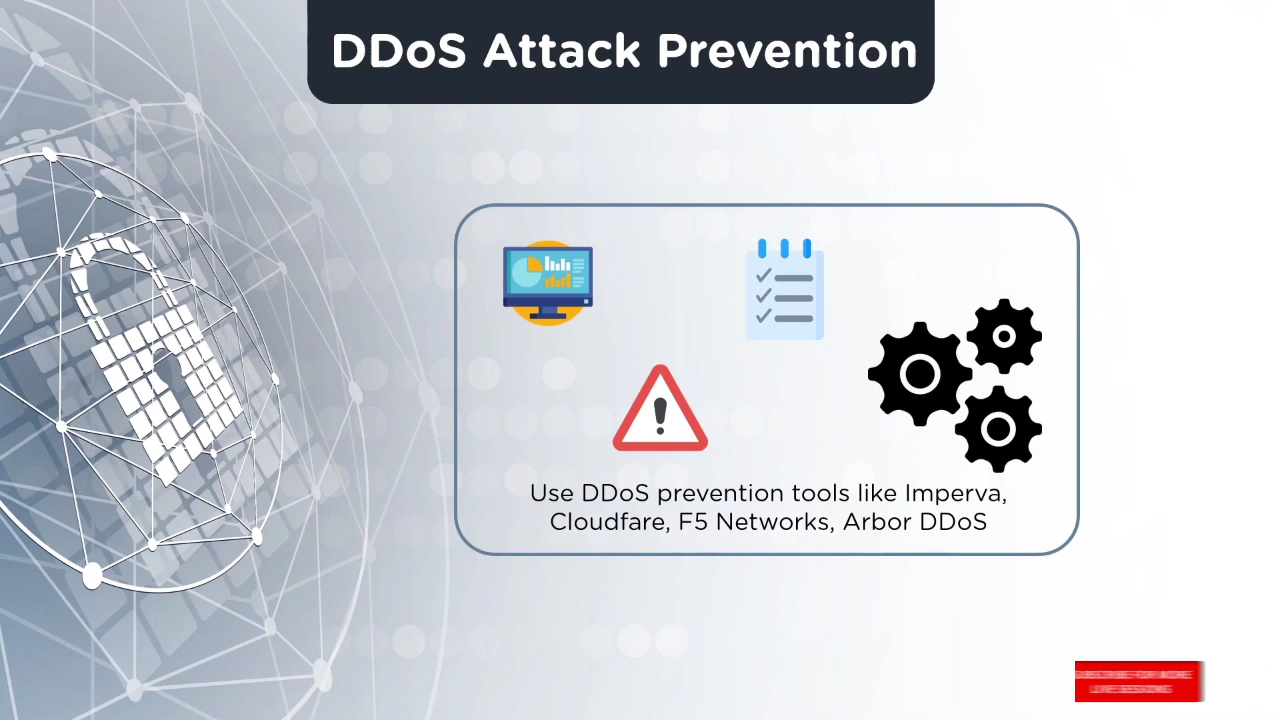 DDoS Attack Prevention
Use DDoS prevention tools like Imperva,
Cloudfare, F5 Networks, Arbor DDoS